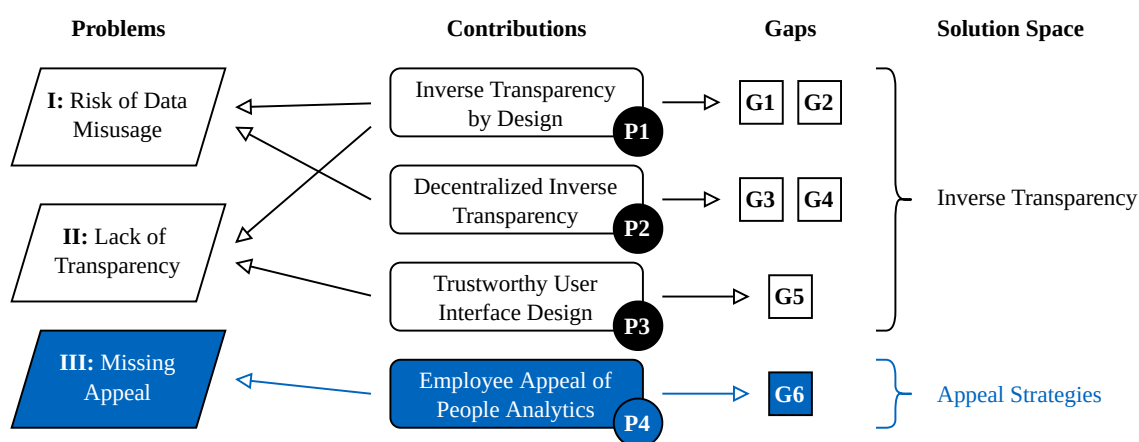 Problems
Contributions
Gaps
Solution Space
I: Risk of Data
Misusage
Inverse Transparency
by Design
P1
G1
G2
Decentralized Inverse
Transparency
P2
G3
G4
Inverse Transparency
II: Lack of
Transparency
Trustworthy User
Interface Design
P3
G5
III: Missing
Appeal
Employee Appeal of
People Analytics
P4
G6
Appeal Strategies